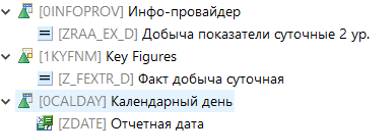 [0INFOPROV] Инфо-провайдер
[ZRAA_EX_D] Добыча показатели суточные 2 ур.
[1KYFNM] Key Figures
[Z_FEXTR_D] Факт добыча суточная
[0CALDAY] Календарный день
[ZDATE] Отчетная дата